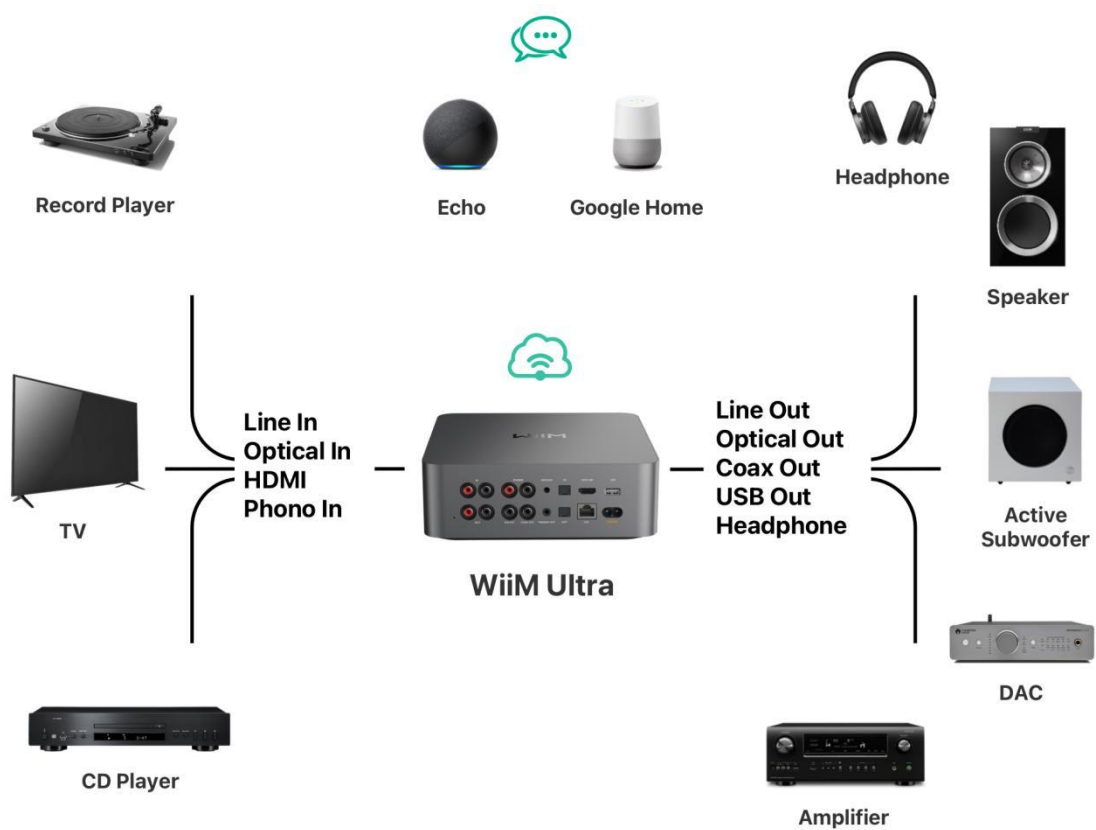 Record Player
Echo
Google Home
Headphone
Speaker
TV
Line In
Optical In
HDMI
Phono In
WiiM
WiiM Ultra
Line Out
Optical Out
Coax Out
USB Out
Headphone
Active
Subwoofer
DAC
CD Player
Amplifier